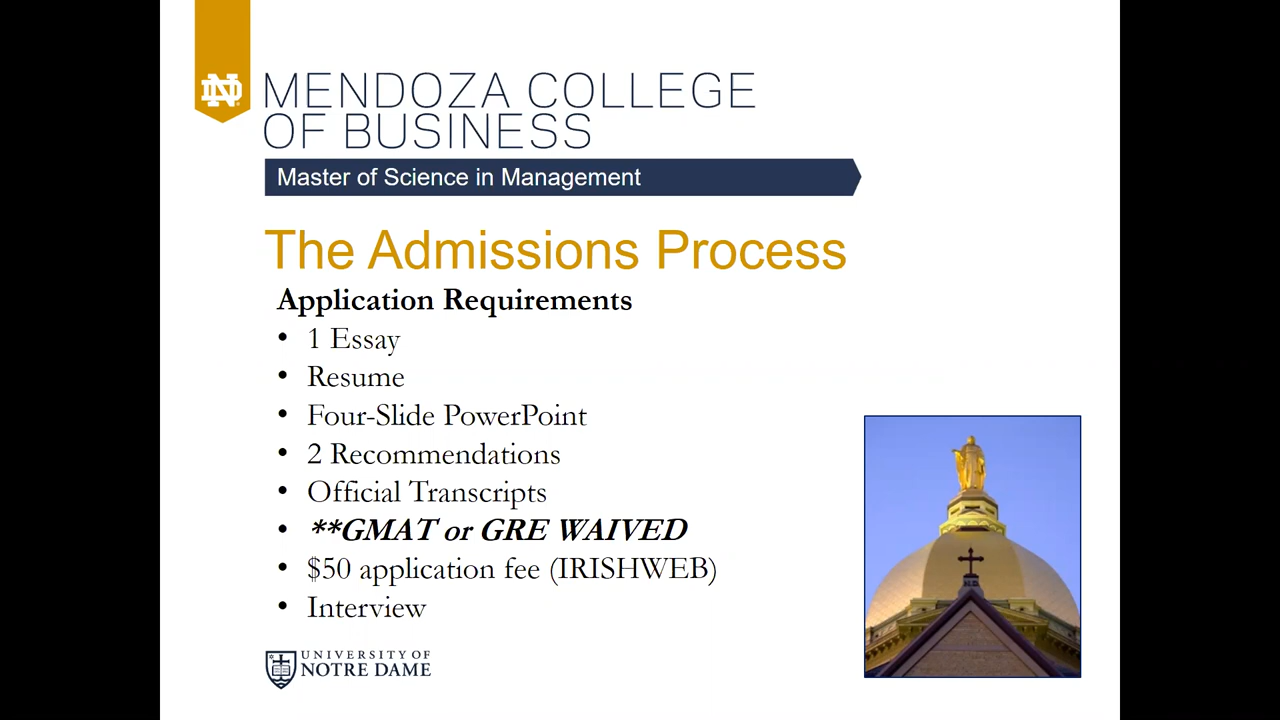 ND
MENDOZA COLLEGE
OF BUSINESS
Master of Science in Management
The Admissions Process
Application Requirements
• 1 Essay
• Resume
• Four-Slide PowerPoint
• 2 Recommendations
• Official Transcripts
• **GMAT or GRE WAIVED
• $50 application fee (IRISHWEB)
• Interview
UNIVERSITY OF
NOTRE DAME